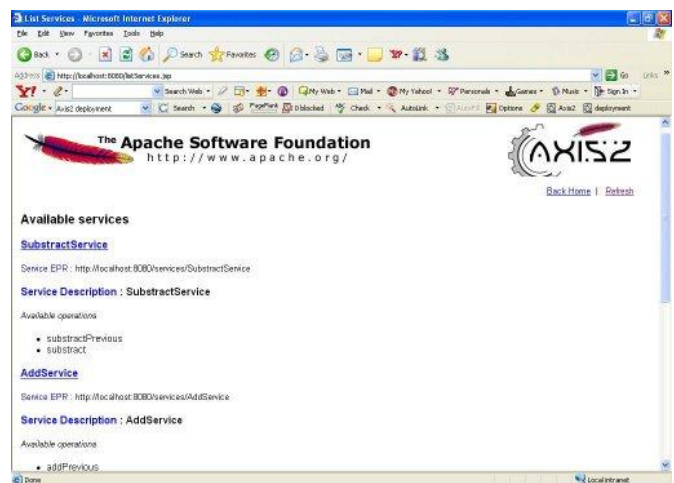 List Services - Microsoft Internet Explorer
File Edit View Favorites Tools Help
Back Search Favorites
Address http://localhost:8080/listServices.jsp Go Links »
Y! Search Web My Web Mail My Yahoo! Personals Games Music Sign In
Google Axis2 deployment Search PageRank blocked Check AutoLink AutoFill Options Axis2 deployment
The Apache Software Foundation
http://www.apache.org/
AXIS2
Back Home | Refresh
Available services
SubstractService
Service EPR : http://localhost:8080/services/SubstractService
Service Description : SubstractService
Available operations
• substractPrevious
• substract
AddService
Service EPR : http://localhost:8080/services/AddService
Service Description : AddService
Available operations
• addPrevious
Done Local intranet